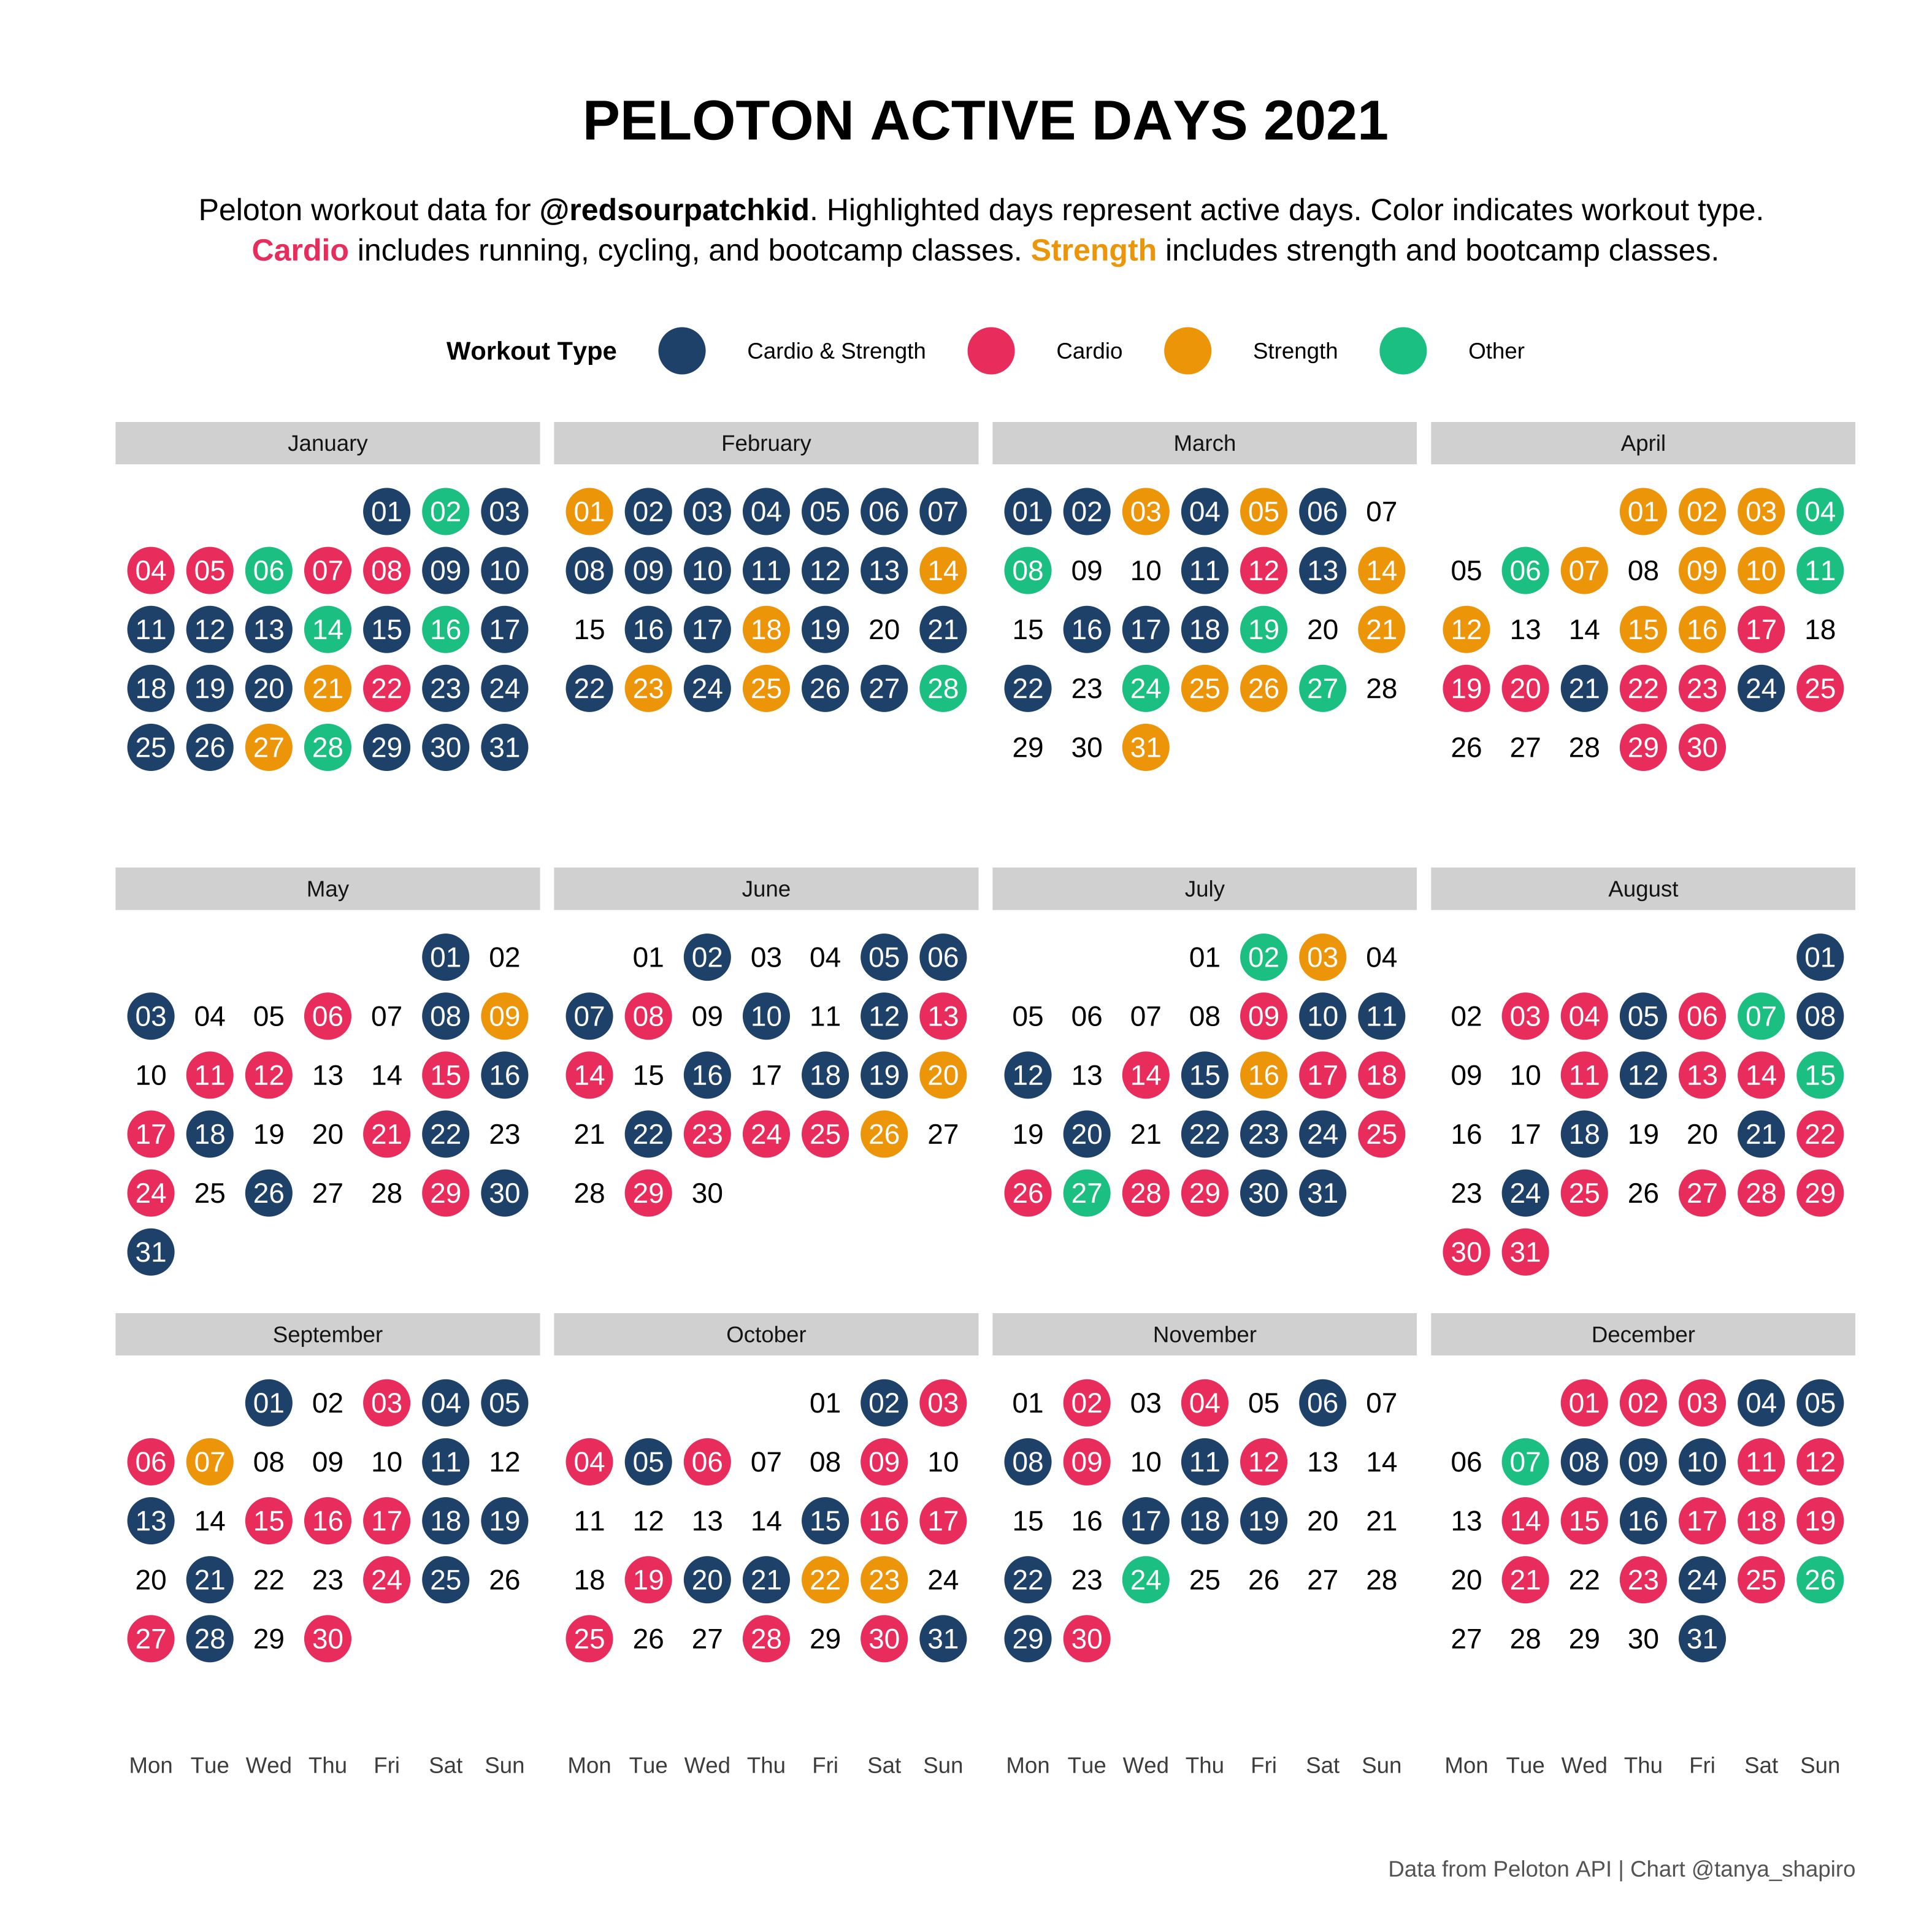 PELOTON ACTIVE DAYS 2021
Peloton workout data for @redsourpatchkid. Highlighted days represent active days. Color indicates workout type.
Cardio includes running, cycling, and bootcamp classes. Strength includes strength and bootcamp classes.
Workout Type Cardio & Strength Cardio Strength Other
January February March April
01 02 03 01 02 03 04 05 06 07 01 02 03 04 05 06 07 01 02 03 04
04 05 06 07 08 09 10 08 09 10 11 12 13 14 08 09 10 11 12 13 14 05 06 07 08 09 10 11
11 12 13 14 15 16 17 15 16 17 18 19 20 21 15 16 17 18 19 20 21 12 13 14 15 16 17 18
18 19 20 21 22 23 24 22 23 24 25 26 27 28 22 23 24 25 26 27 28 19 20 21 22 23 24 25
25 26 27 28 29 30 31 29 30 31 26 27 28 29 30
May June July August
01 02 01 02 03 04 05 06 01 02 03 04 01
03 04 05 06 07 08 09 07 08 09 10 11 12 13 05 06 07 08 09 10 11 02 03 04 05 06 07 08
10 11 12 13 14 15 16 14 15 16 17 18 19 20 12 13 14 15 16 17 18 09 10 11 12 13 14 15
17 18 19 20 21 22 23 21 22 23 24 25 26 27 19 20 21 22 23 24 25 16 17 18 19 20 21 22
24 25 26 27 28 29 30 28 29 30 26 27 28 29 30 31 23 24 25 26 27 28 29
31 30 31
September October November December
01 02 03 04 05 01 02 03 01 02 03 04 05 06 07 01 02 03 04 05
06 07 08 09 10 11 12 04 05 06 07 08 09 10 08 09 10 11 12 13 14 06 07 08 09 10 11 12
13 14 15 16 17 18 19 11 12 13 14 15 16 17 15 16 17 18 19 20 21 13 14 15 16 17 18 19
20 21 22 23 24 25 26 18 19 20 21 22 23 24 22 23 24 25 26 27 28 20 21 22 23 24 25 26
27 28 29 30 25 26 27 28 29 30 31 29 30 27 28 29 30 31
Mon Tue Wed Thu Fri Sat Sun Mon Tue Wed Thu Fri Sat Sun Mon Tue Wed Thu Fri Sat Sun Mon Tue Wed Thu Fri Sat Sun
Data from Peloton API | Chart @tanya_shapiro